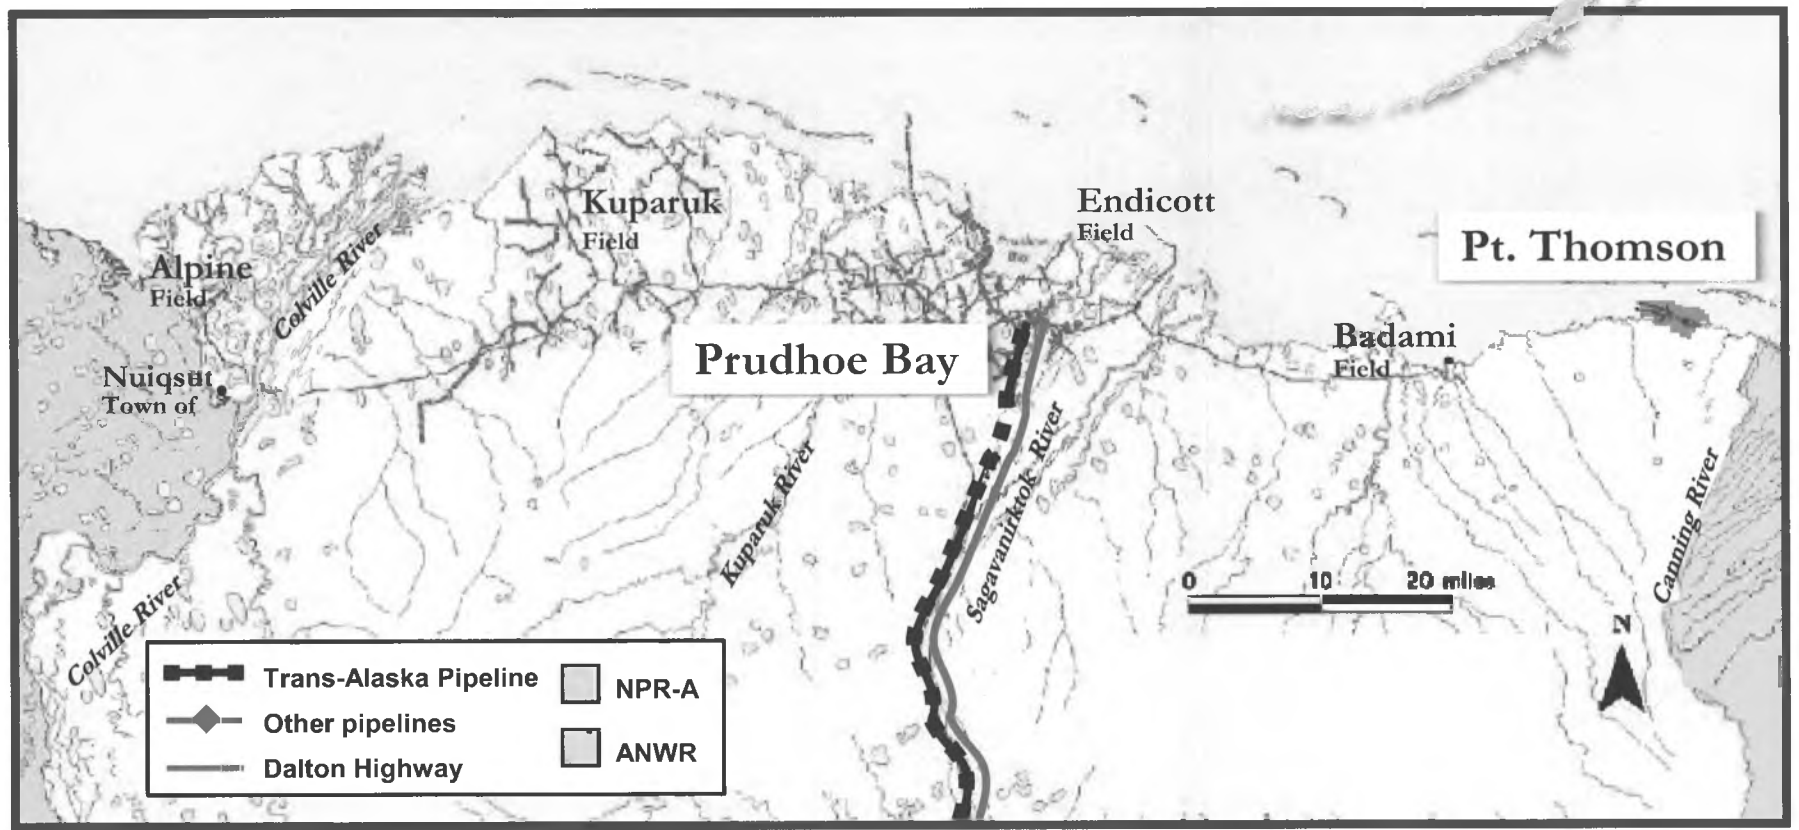 Kuparuk
Field
Endicott
Field
Pt. Thomson
Alpine
Field
Colville River
Prudhoe
Bay
Prudhoe Bay
Badami
Field
Nuiqsut
Town of
Kuparuk River
Sagavanirktok River
Canning River
Colville River
0 10 20 miles
N
Trans-Alaska Pipeline
Other pipelines
Dalton Highway
NPR-A
ANWR